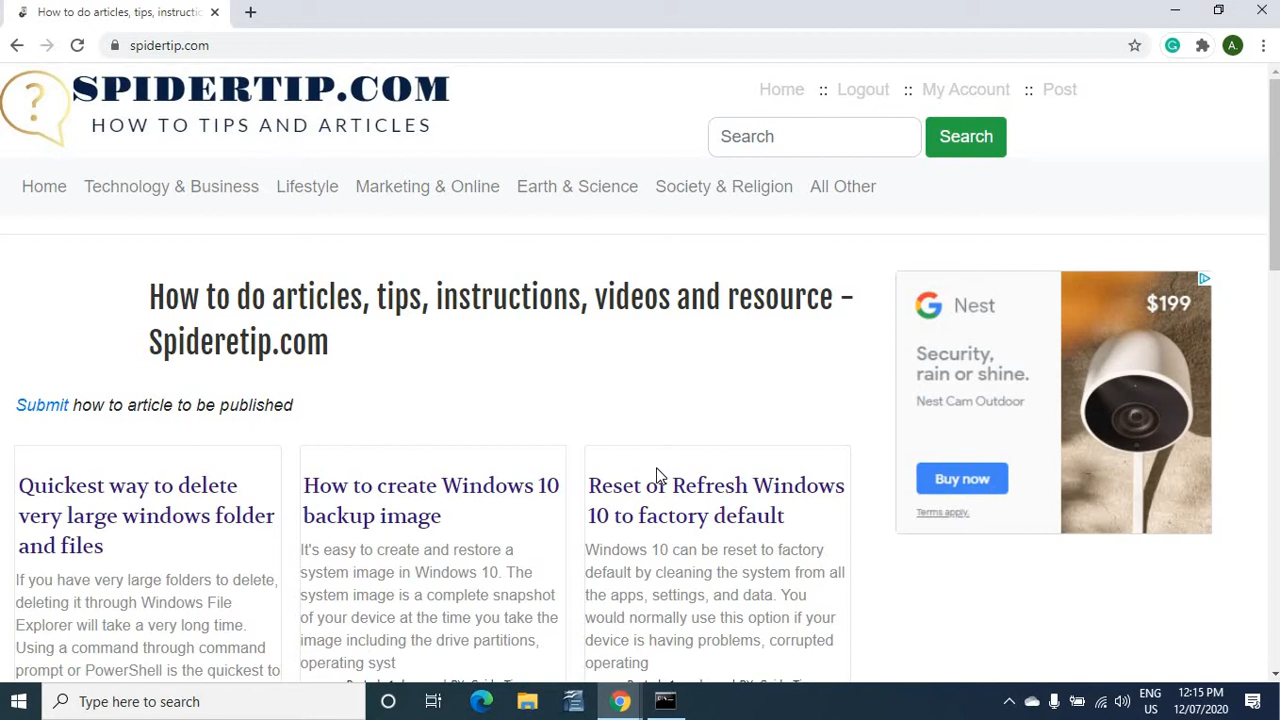 How to do articles, tips, instructic
spidertip.com
A.
?
SPIDERTIP.COM
HOW TO TIPS AND ARTICLES
Home :: Logout :: My Account :: Post
Search
Search
Home
Technology & Business
Lifestyle
Marketing & Online
Earth & Science
Society & Religion
All Other
How to do articles, tips, instructions, videos and resource -
Spideretip.com
Submit how to article to be published
Quickest way to delete
very large windows folder
and files
If you have very large folders to delete,
deleting it through Windows File
Explorer will take a very long time.
Using a command through command
prompt or PowerShell is the quickest to
How to create Windows 10
backup image
It's easy to create and restore a
system image in Windows 10. The
system image is a complete snapshot
of your device at the time you take the
image including the drive partitions,
operating syst
Reset or Refresh Windows
10 to factory default
Windows 10 can be reset to factory
default by cleaning the system from all
the apps, settings, and data. You
would normally use this option if your
device is having problems, corrupted
operating
G Nest
$199
Security,
rain or shine.
Nest Cam Outdoor
Buy now
Terms apply.
Type here to search
ENG
US
12:15 PM
12/07/2020